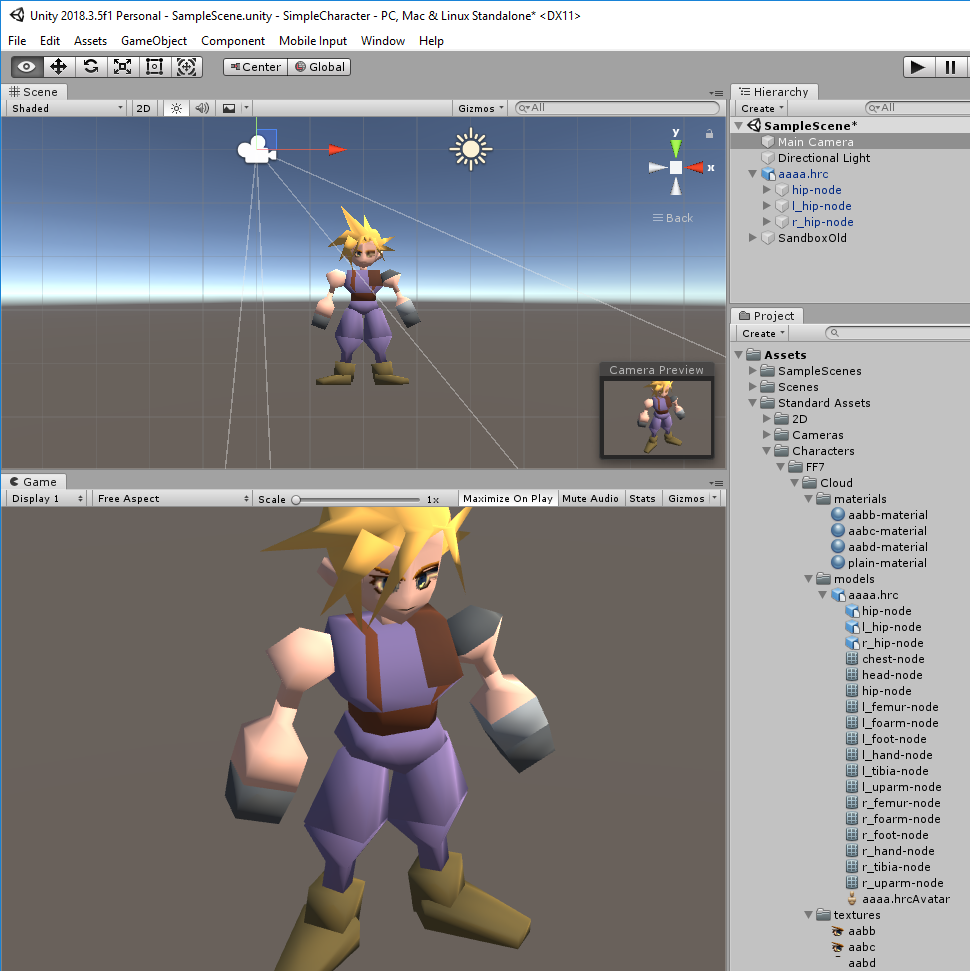 Unity 2018.3.5f1 Personal - SampleScene.unity - SimpleCharacter - PC, Mac & Linux Standalone* <DX11>
File Edit Assets GameObject Component Mobile Input Window Help
Center Global
Scene
Shaded 2D Gizmos All
y
x
Back
Camera Preview
Game
Display 1 Free Aspect Scale 1x Maximize On Play Mute Audio Stats Gizmos
Hierarchy
Create All
SampleScene*
Main Camera
Directional Light
aaaa.hrc
hip-node
l_hip-node
r_hip-node
SandboxOld
Project
Create
Assets
SampleScenes
Scenes
Standard Assets
2D
Cameras
Characters
FF7
Cloud
materials
aabb-material
aabc-material
aabd-material
plain-material
models
aaaa.hrc
hip-node
l_hip-node
r_hip-node
chest-node
head-node
hip-node
l_femur-node
l_foarm-node
l_foot-node
l_hand-node
l_tibia-node
l_uparm-node
r_femur-node
r_foarm-node
r_foot-node
r_hand-node
r_tibia-node
r_uparm-node
aaaa.hrcAvatar
textures
aabb
aabc
aabd